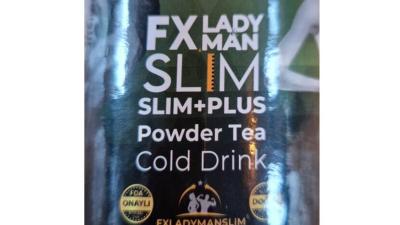 FX LADY
MAN
SLIM
SLIM+PLUS
Powder Tea
Cold Drink
ONAYLI
FXLADYMANSLIM®